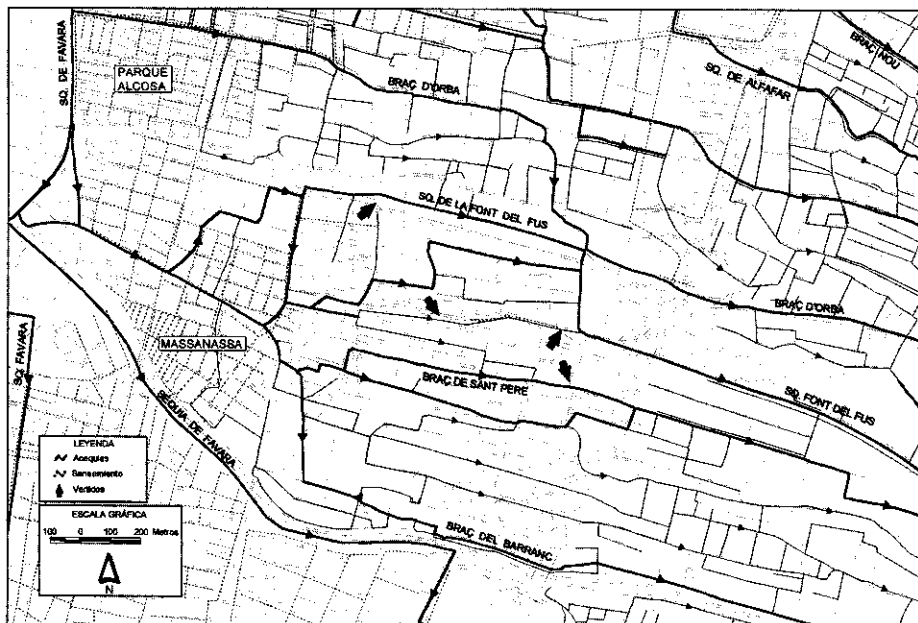 SQ. DE FAVARA
PARQUE
ALCOSA
BRAÇ D'ORBA
SQ. DE ALFAFAR
BRAÇ NOU
SQ. DE LA FONT DEL FUS
BRAÇ D'ORBA
MASSANASSA
SQ. FAVARA
SEQUIA DE FAVARA
BRAÇ DE SANT PERE
SQ. FONT DEL FUS
BRAÇ DEL BARRANC
LEYENDA
Acequias
Saneamiento
Vertidos
ESCALA GRÁFICA
100 0 100 200 Metros
N